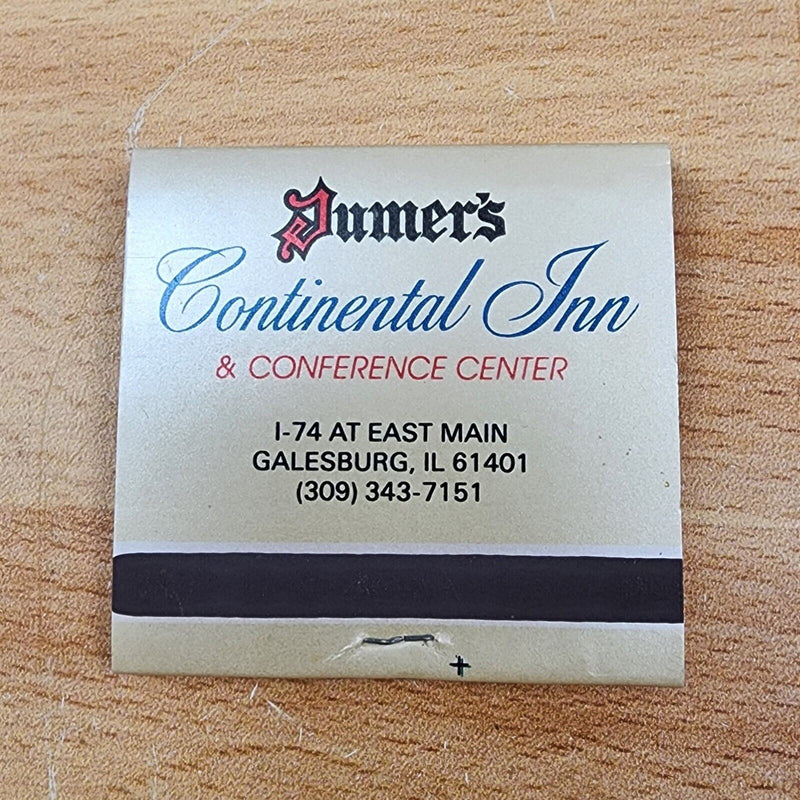 Jumer's
Continental Inn
& CONFERENCE CENTER
I-74 AT EAST MAIN
GALESBURG, IL 61401
(309) 343-7151
+